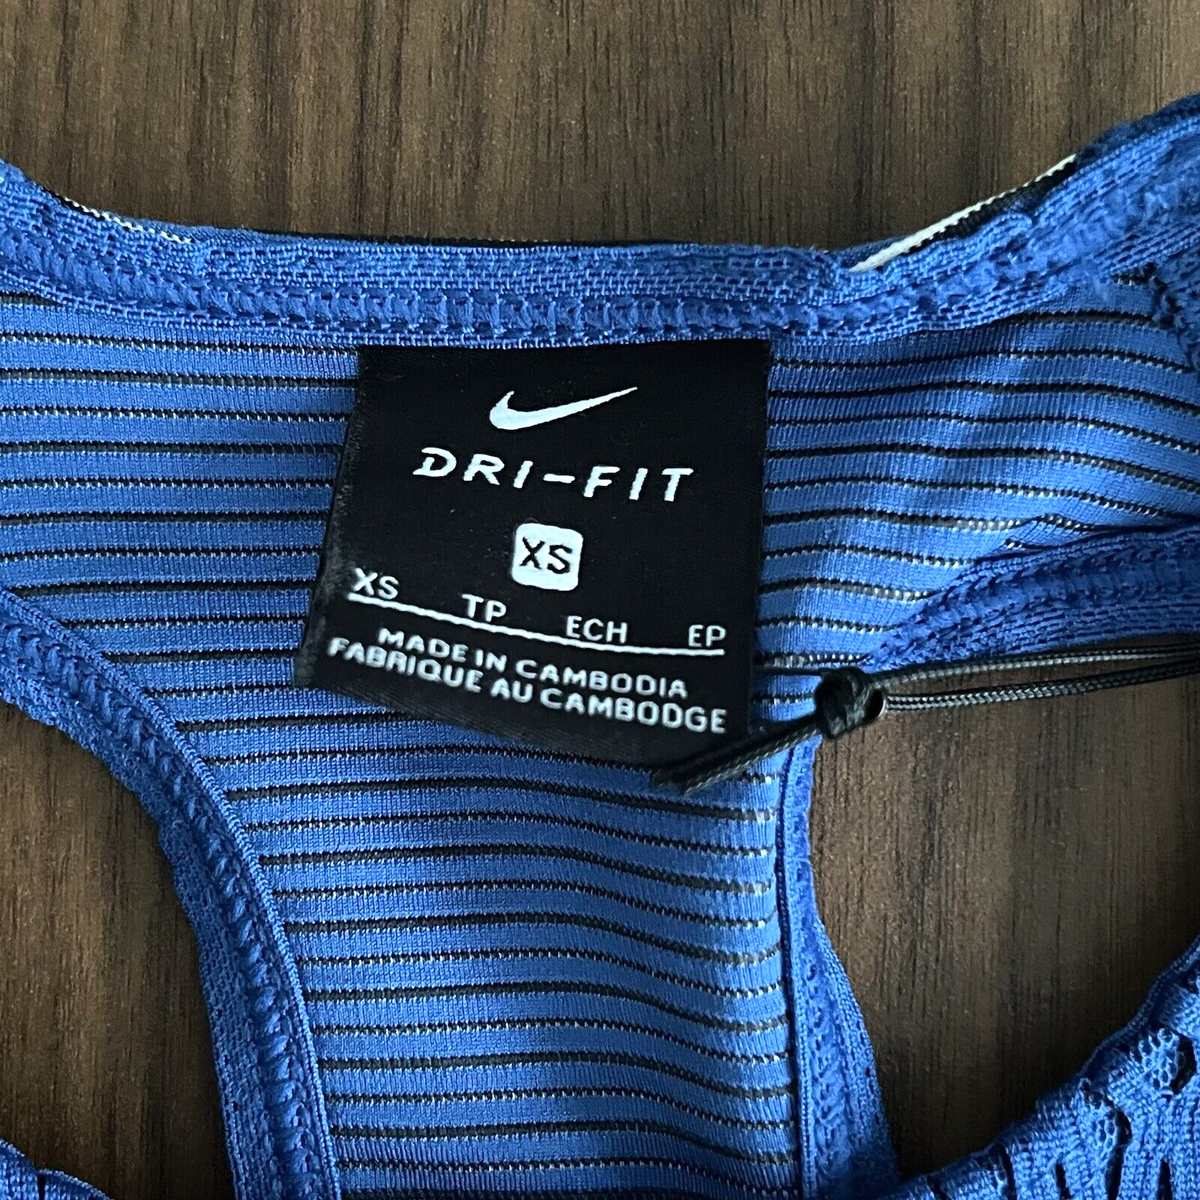 DRI-FIT
XS
XS TP ECH EP
MADE IN CAMBODIA
FABRIQUE AU CAMBODGE